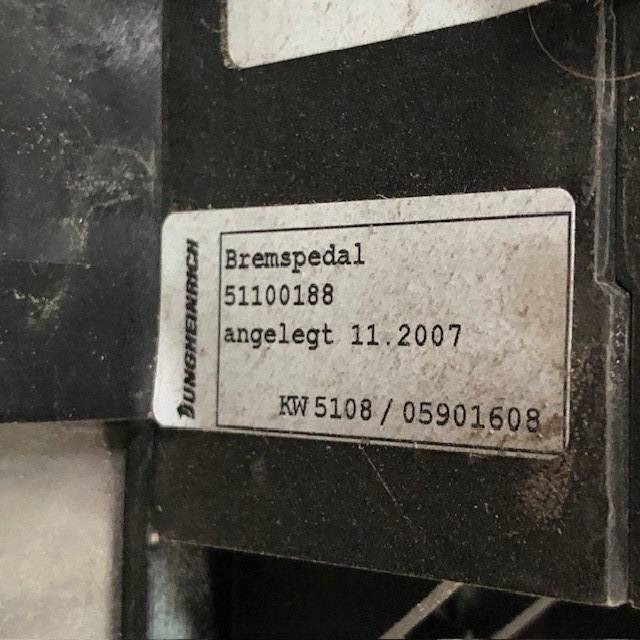 JUNGHEINRICH
Bremspedal
51100188
angelegt 11.2007
KW 5108 / 05901608